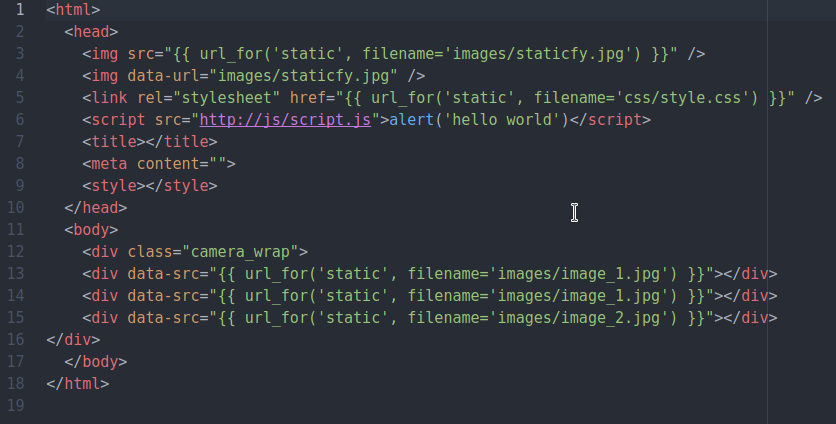 1 <html>
2   <head>
3     <img src="{{ url_for('static', filename='images/staticfy.jpg') }}" />
4     <img data-url="images/staticfy.jpg" />
5     <link rel="stylesheet" href="{{ url_for('static', filename='css/style.css') }}" />
6     <script src="http://js/script.js">alert('hello world')</script>
7     <title></title>
8     <meta content="">
9     <style></style>
10   </head>
11   <body>
12     <div class="camera_wrap">
13     <div data-src="{{ url_for('static', filename='images/image_1.jpg') }}"></div>
14     <div data-src="{{ url_for('static', filename='images/image_1.jpg') }}"></div>
15     <div data-src="{{ url_for('static', filename='images/image_2.jpg') }}"></div>
16 </div>
17   </body>
18 </html>
19